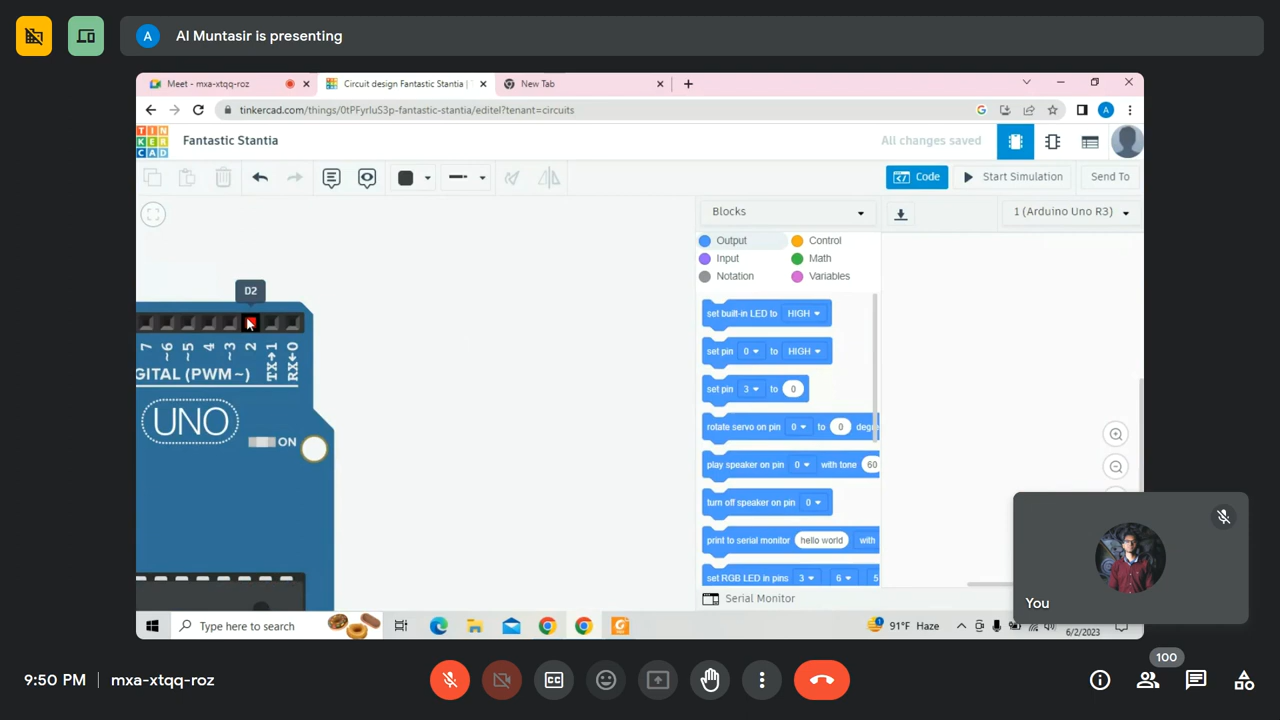 A
Al Muntasir is presenting
Meet - mxa-xtqq-roz
Circuit design Fantastic Stantia | T
New Tab
tinkercad.com/things/0tPFyrIuS3p-fantastic-stantia/editel?tenant=circuits
A
TIN
KER
CAD
Fantastic Stantia
All changes saved
Code
Start Simulation
Send To
Blocks
1 (Arduino Uno R3)
Output
Control
Input
Math
Notation
Variables
D2
set built-in LED to HIGH
set pin 0 to HIGH
set pin 3 to 0
rotate servo on pin 0 to 0 degre
play speaker on pin 0 with tone 60
turn off speaker on pin 0
print to serial monitor hello world with
set RGB LED in pins 3 6 5
7
~6
~5
4
~3
2
TX→1
RX←0
GITAL (PWM~)
UNO
ON
Serial Monitor
You
Type here to search
91°F Haze
6/2/2023
9:50 PM
mxa-xtqq-roz
100